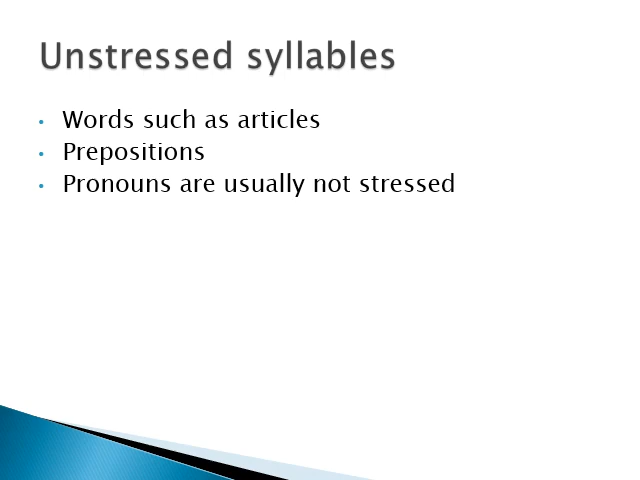 Unstressed syllables
• Words such as articles
• Prepositions
• Pronouns are usually not stressed